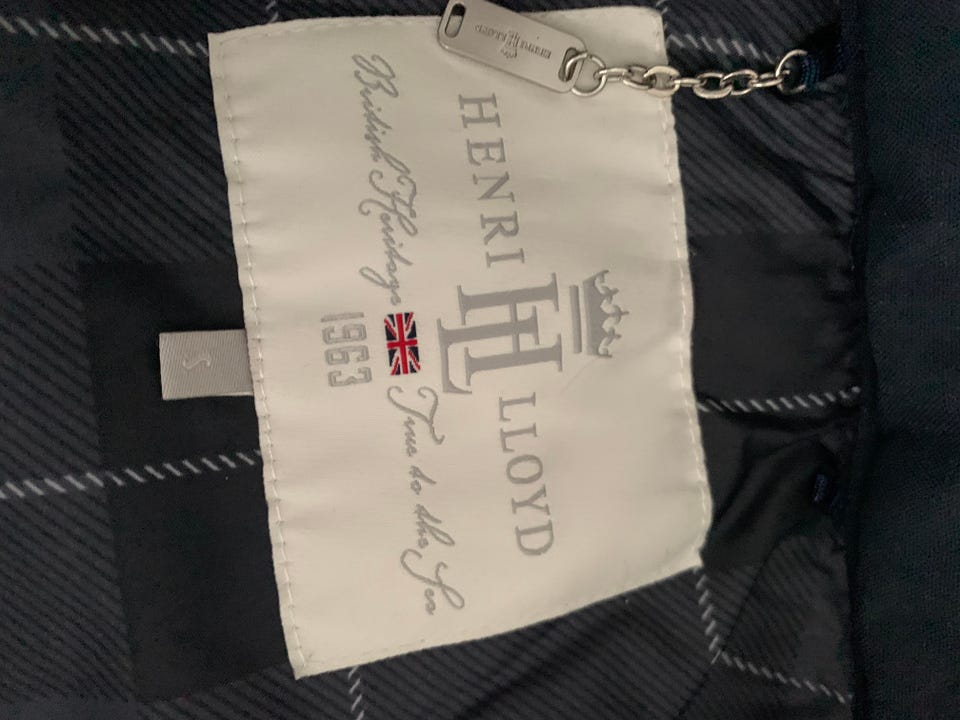 HENRI HL LLOYD
British Heritage True to the Sea
1963
S